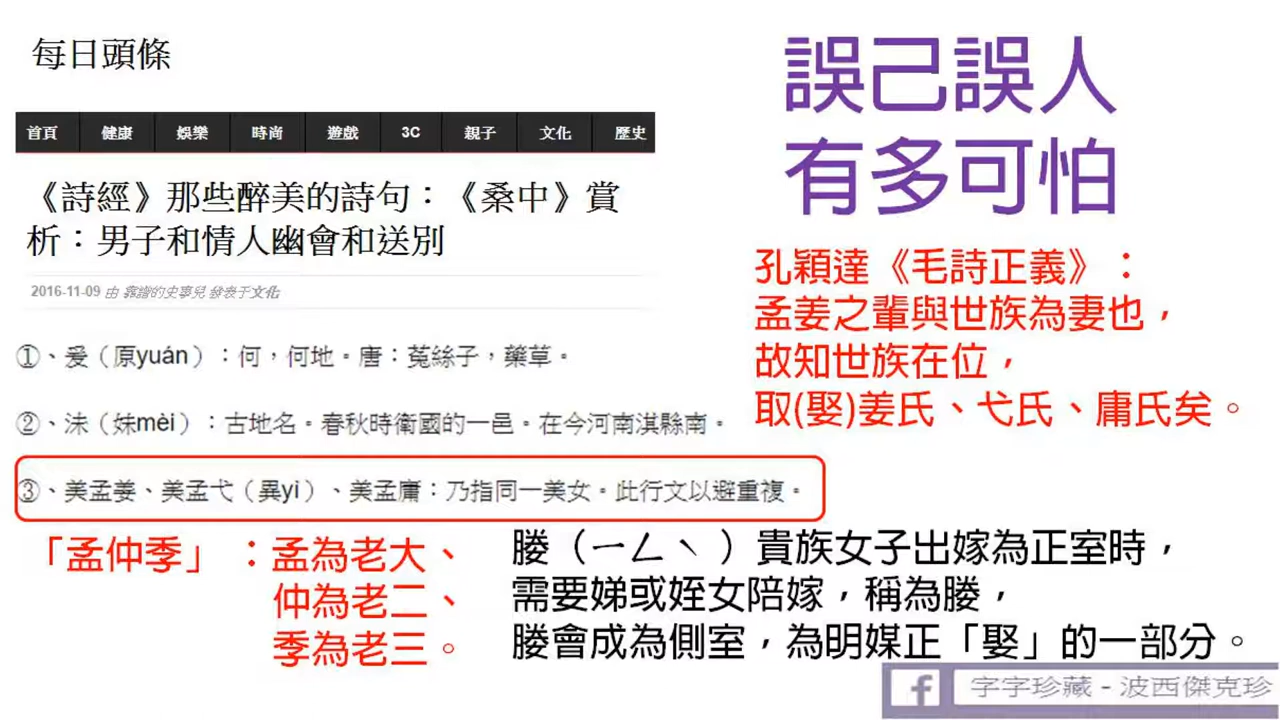 每日頭條
首頁 健康 娛樂 時尚 遊戲 3C 親子 文化 歷史
《詩經》那些醉美的詩句：《桑中》賞
析：男子和情人幽會和送別
2016-11-09 由 靠譜的史事兒 發表于文化
①、爰（原yuán）：何，何地。唐：菟絲子，藥草。
②、沬（妹mèi）：古地名。春秋時衛國的一邑。在今河南淇縣南。
③、美孟姜、美孟弋（異yì）、美孟庸：乃指同一美女。此行文以避重複。
誤己誤人
有多可怕
孔穎達《毛詩正義》：
孟姜之輩與世族為妻也，
故知世族在位，
取(娶)姜氏、弋氏、庸氏矣。
「孟仲季」：孟為老大、
仲為老二、
季為老三。
媵（ㄧㄥˋ）貴族女子出嫁為正室時，
需要娣或姪女陪嫁，稱為媵，
媵會成為側室，為明媒正「娶」的一部分。
f 字字珍藏－波西傑克珍